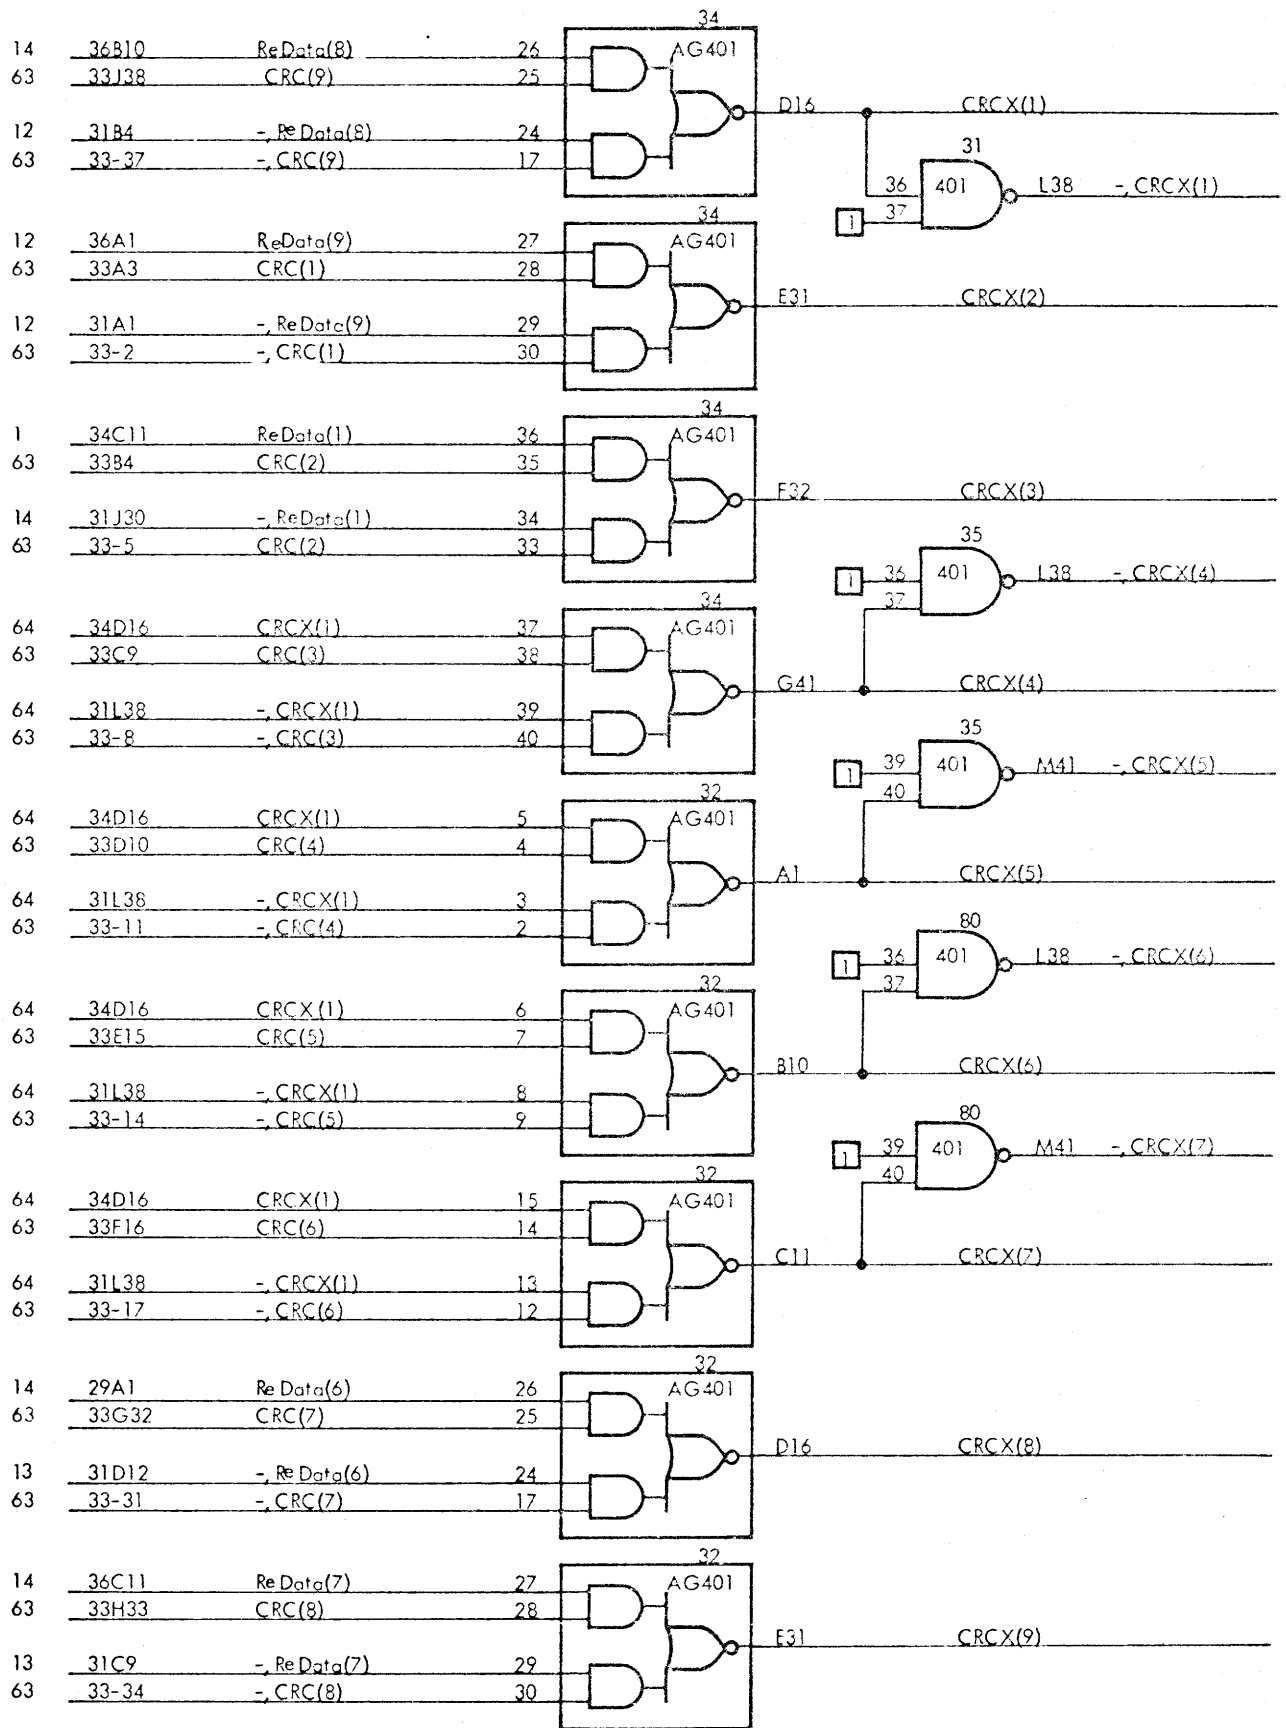 34
14 36B10 ReData(8) 26 AG401
63 33J38 CRC(9) 25
D16 CRCX(1)
12 31B4 -, ReData(8) 24
63 33-37 -, CRC(9) 17
31
36 401 L38 -, CRCX(1)
1 37
34
12 36A1 ReData(9) 27 AG401
63 33A3 CRC(1) 28
E31 CRCX(2)
12 31A1 -, ReData(9) 29
63 33-2 -, CRC(1) 30
34
1 34C11 ReData(1) 36 AG401
63 33B4 CRC(2) 35
F32 CRCX(3)
14 31J30 -, ReData(1) 34
63 33-5 CRC(2) 33
35
1 36 401 L38 -, CRCX(4)
37
34
64 34D16 CRCX(1) 37 AG401
63 33C9 CRC(3) 38
G41 CRCX(4)
64 31L38 -, CRCX(1) 39
63 33-8 -, CRC(3) 40
35
1 39 401 M41 -, CRCX(5)
40
32
64 34D16 CRCX(1) 5 AG401
63 33D10 CRC(4) 4
A1 CRCX(5)
64 31L38 -, CRCX(1) 3
63 33-11 -, CRC(4) 2
80
1 36 401 L38 -, CRCX(6)
37
32
64 34D16 CRCX(1) 6 AG401
63 33E15 CRC(5) 7
B10 CRCX(6)
64 31L38 -, CRCX(1) 8
63 33-14 -, CRC(5) 9
80
1 39 401 M41 -, CRCX(7)
40
32
64 34D16 CRCX(1) 15 AG401
63 33F16 CRC(6) 14
C11 CRCX(7)
64 31L38 -, CRCX(1) 13
63 33-17 -, CRC(6) 12
32
14 29A1 ReData(6) 26 AG401
63 33G32 CRC(7) 25
D16 CRCX(8)
13 31D12 -, ReData(6) 24
63 33-31 -, CRC(7) 17
32
14 36C11 ReData(7) 27 AG401
63 33H33 CRC(8) 28
E31 CRCX(9)
13 31C9 -, ReData(7) 29
63 33-34 -, CRC(8) 30